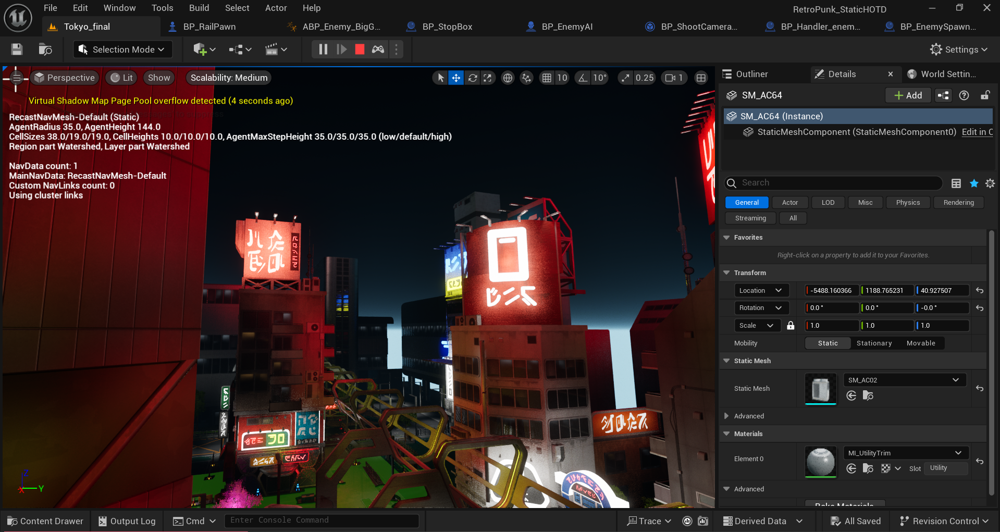 File Edit Window Tools Build Select Actor Help
RetroPunk_StaticHOTD
Tokyo_final BP_RailPawn ABP_Enemy_BigG... BP_StopBox BP_EnemyAI BP_ShootCamera... BP_Handler_enem... BP_EnemySpawn...
Selection Mode
Settings
Perspective Lit Show Scalability: Medium 10 10° 0.25 1
Outliner Details World Settin...
Virtual Shadow Map Page Pool overflow detected (4 seconds ago)
RecastNavMesh-Default (Static)
AgentRadius 35.0, AgentHeight 144.0
CellSizes 38.0/19.0/19.0, CellHeights 10.0/10.0/10.0, AgentMaxStepHeight 35.0/35.0/35.0 (low/default/high)
Region part Watershed, Layer part Watershed
NavData count: 1
MainNavData: RecastNavMesh-Default
Custom NavLinks count: 0
Using cluster links
Z
X Y
SM_AC64 Add
SM_AC64 (Instance)
StaticMeshComponent (StaticMeshComponent0) Edit in C
Search
General Actor LOD Misc Physics Rendering
Streaming All
Favorites
Right-click on a property to add it to your Favorites.
Transform
Location -5488.160366 1188.765231 40.927507
Rotation 0.0 ° 0.0 ° -0.0 °
Scale 1.0 1.0 1.0
Mobility Static Stationary Movable
Static Mesh
Static Mesh SM_AC02
Advanced
Materials
Element 0 MI_UtilityTrim
Slot Utility
Advanced
Bake Materials
Content Drawer Output Log Cmd Enter Console Command Trace Derived Data All Saved Revision Control